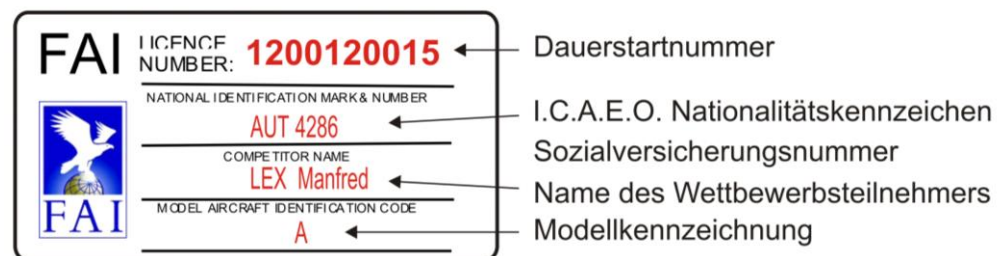 FAI
LICENCE
NUMBER: 1200120015
Dauerstartnummer
NATIONAL IDENTIFICATION MARK & NUMBER
AUT 4286
I.C.A.E.O. Nationalitätskennzeichen
Sozialversicherungsnummer
COMPETITOR NAME
LEX Manfred
Name des Wettbewerbsteilnehmers
MODEL AIRCRAFT IDENTIFICATION CODE
A
Modellkennzeichnung
FAI